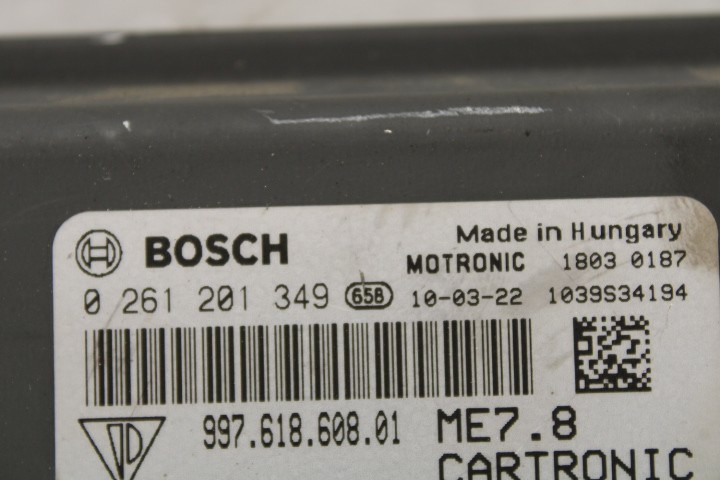 BOSCH Made in Hungary
MOTRONIC 1803 0187
0 261 201 349 658 10-03-22 1039S34194
997.618.608.01 ME7.8
CARTRONIC